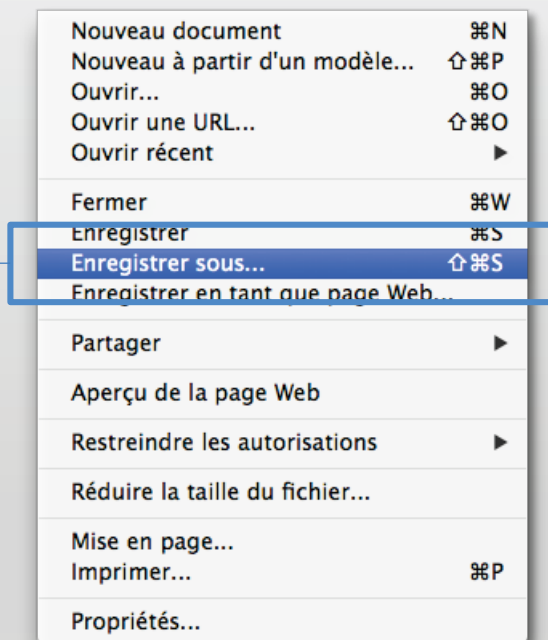 Nouveau document ⌘N
Nouveau à partir d'un modèle... ⇧⌘P
Ouvrir... ⌘O
Ouvrir une URL... ⇧⌘O
Ouvrir récent ▶
Fermer ⌘W
Enregistrer ⌘S
Enregistrer sous... ⇧⌘S
Enregistrer en tant que page Web...
Partager ▶
Aperçu de la page Web
Restreindre les autorisations ▶
Réduire la taille du fichier...
Mise en page...
Imprimer... ⌘P
Propriétés...